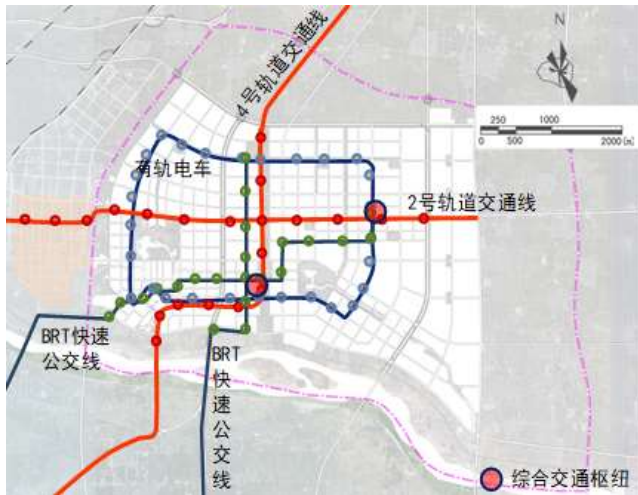 N
4号轨道交通线
250 1000
0 500 2000(m)
有轨电车
2号轨道交通线
BRT快速
公交线
BRT
快
速
公
交
线
综合交通枢纽